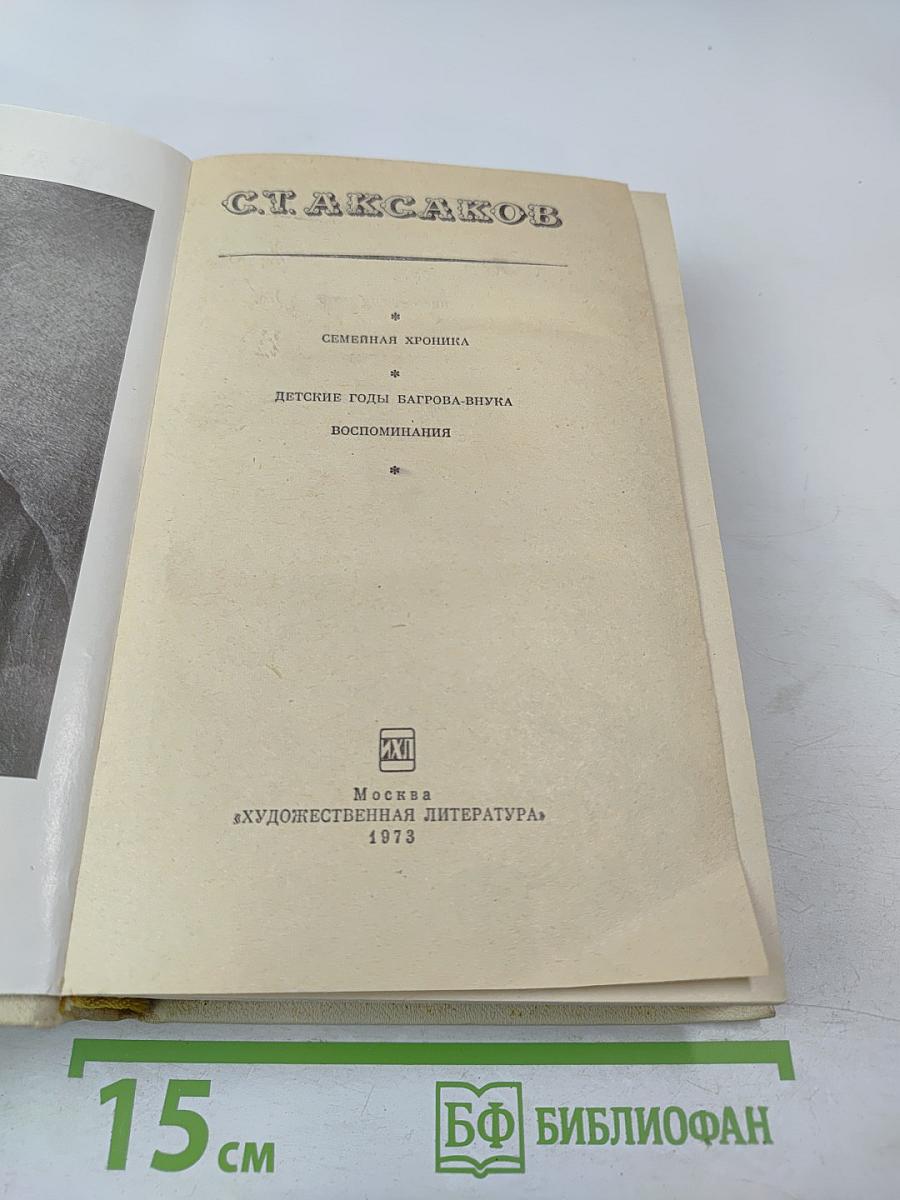 С.Т. АКСАКОВ
*
СЕМЕЙНАЯ ХРОНИКА
*
ДЕТСКИЕ ГОДЫ БАГРОВА-ВНУКА
ВОСПОМИНАНИЯ
*
ИХЛ
Москва
«ХУДОЖЕСТВЕННАЯ ЛИТЕРАТУРА»
1973
15 см
БФ БИБЛИОФАН